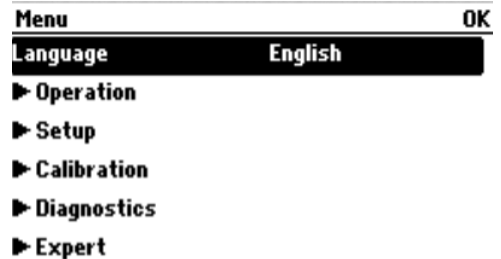 Menu OK
Language English
Operation
Setup
Calibration
Diagnostics
Expert